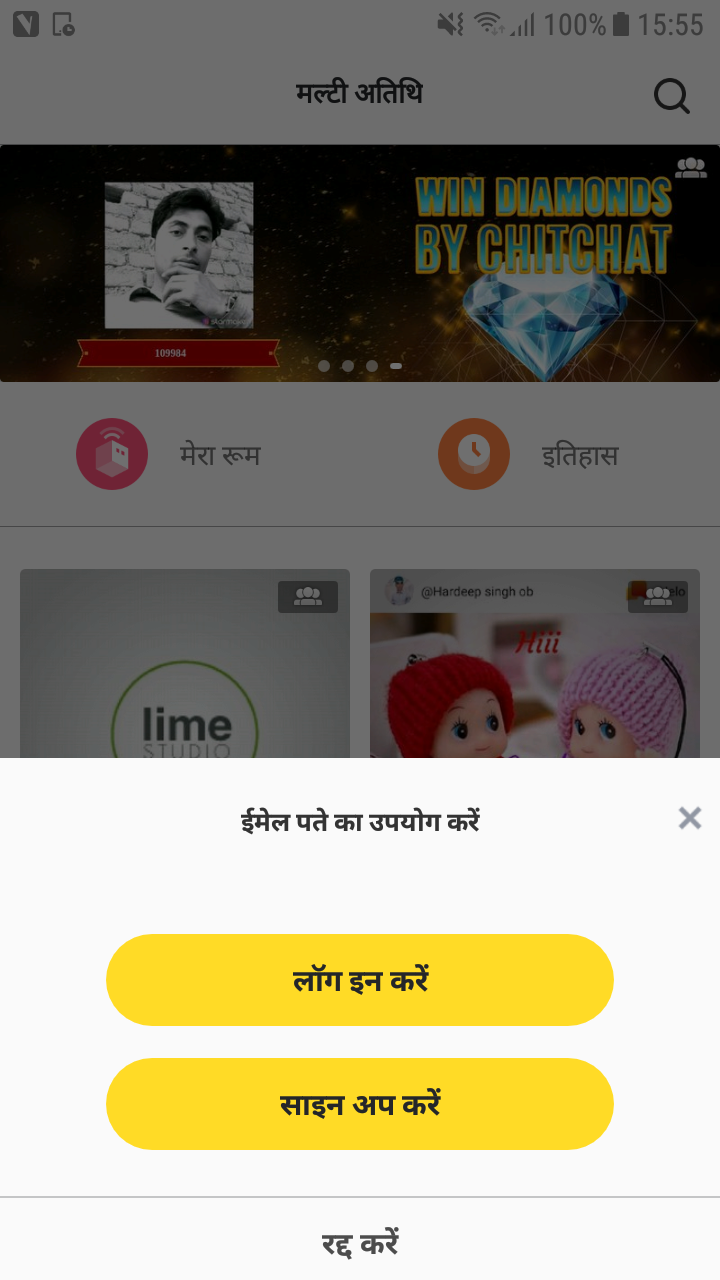 100% 15:55
मल्टी अतिथि
WIN DIAMONDS
BY CHITCHAT
109984
मेरा रूम
इतिहास
@Hardeep singh ob
Hiii
lime
STUDIO
ईमेल पते का उपयोग करें
लॉग इन करें
साइन अप करें
रद्द करें